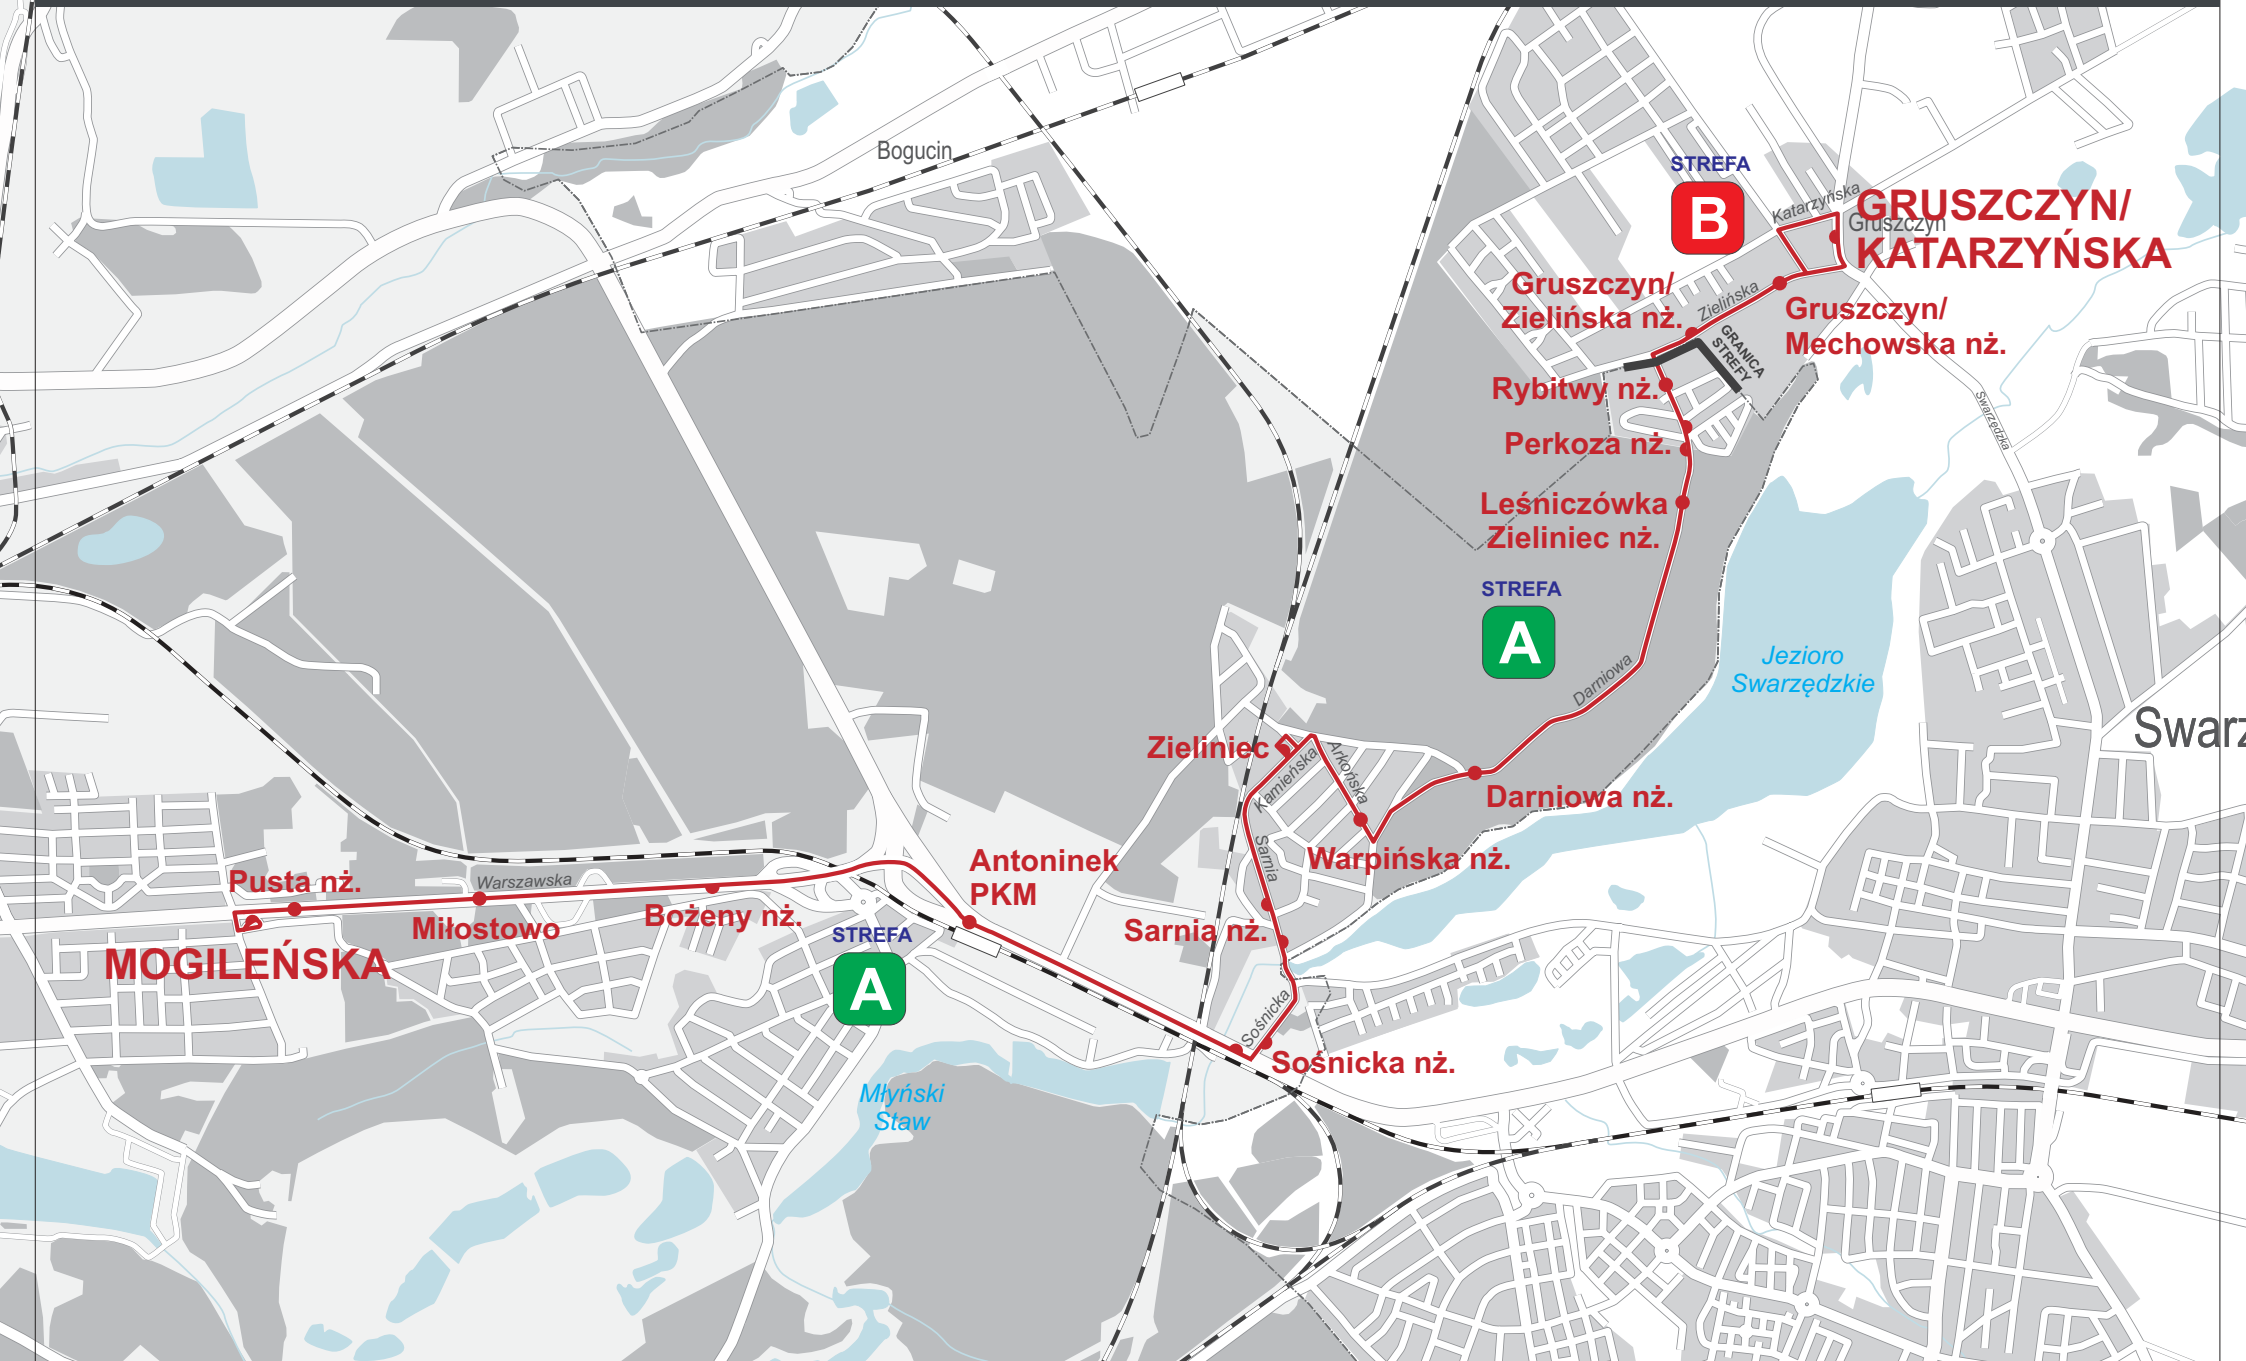 Bogucin
STREFA
B
Katarzyńska
GRUSZCZYN/
KATARZYŃSKA
Gruszczyn
Gruszczyn/
Zielińska nż.
Zielińska
Gruszczyn/
Mechowska nż.
GRANICA
STREFY
Rybitwy nż.
Swarzędzka
Perkoza nż.
Leśniczówka
Zieliniec nż.
STREFA
A
Jezioro
Swarzędzkie
Darniowa
Swarz
Zieliniec
Kamieńska
Arkońska
Darniowa nż.
Sarnia
Warpińska nż.
Antoninek
PKM
Pusta nż.
Warszawska
Miłostowo
Bożeny nż.
Sarnia nż.
STREFA
A
MOGILEŃSKA
Sośnicka
Sośnicka nż.
Młyński
Staw